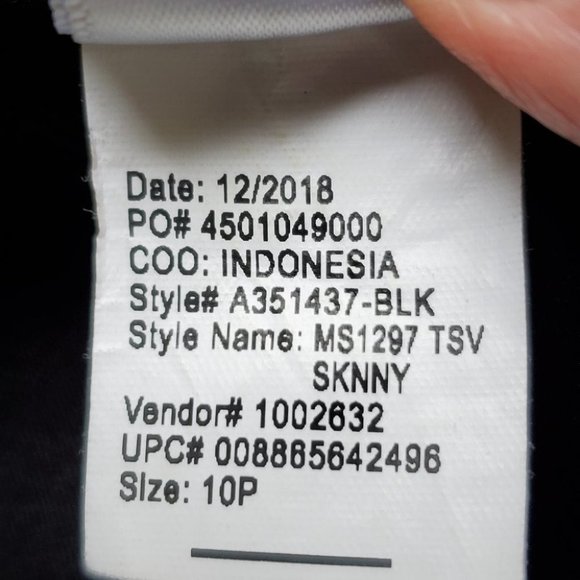 Date: 12/2018
PO# 4501049000
COO: INDONESIA
Style# A351437-BLK
Style Name: MS1297 TSV
SKNNY
Vendor# 1002632
UPC# 008865642496
Size: 10P